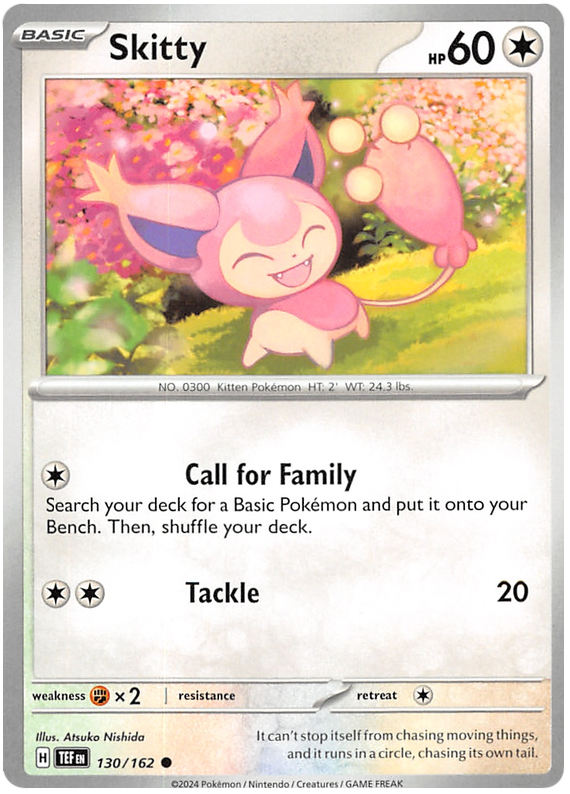 BASIC
Skitty
HP 60
NO. 0300 Kitten Pokémon HT: 2' WT: 24.3 lbs.
Call for Family
Search your deck for a Basic Pokémon and put it onto your
Bench. Then, shuffle your deck.
Tackle 20
weakness ×2 resistance retreat
Illus. Atsuko Nishida
It can't stop itself from chasing moving things,
and it runs in a circle, chasing its own tail.
H TEF EN 130/162
©2024 Pokémon / Nintendo / Creatures / GAME FREAK